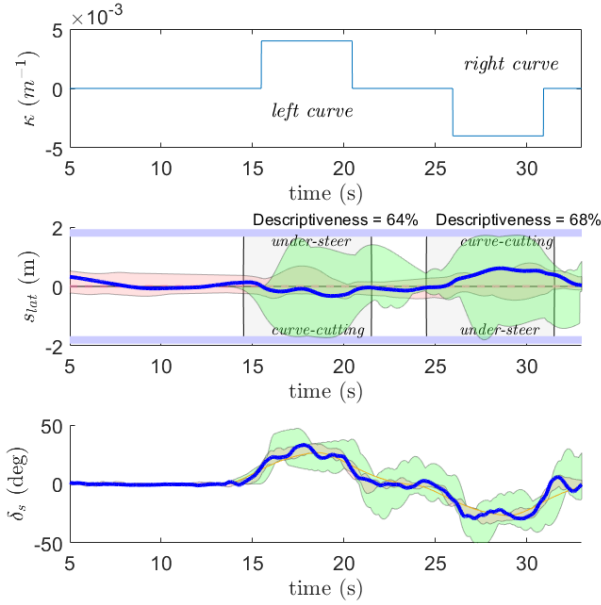 ×10⁻³
5
0
-5
κ (m⁻¹)
left curve
right curve
5 10 15 20 25 30
time (s)
Descriptiveness = 64% Descriptiveness = 68%
2
0
-2
s_lat (m)
under-steer curve-cutting
curve-cutting under-steer
5 10 15 20 25 30
time (s)
50
0
-50
δ_s (deg)
5 10 15 20 25 30
time (s)